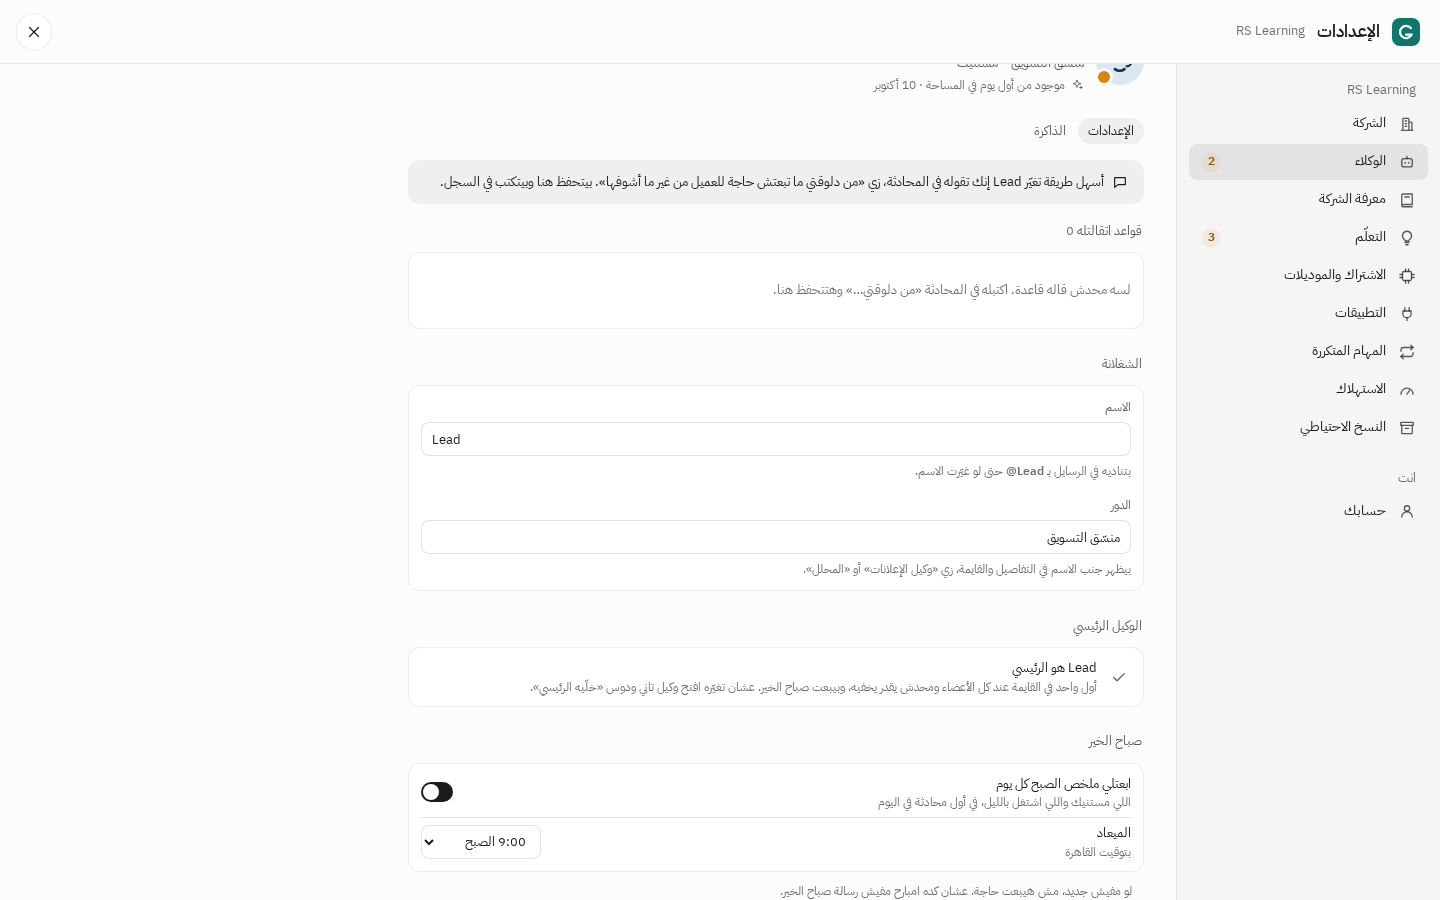 الإعدادات RS Learning
RS Learning
الشركة
الوكلاء 2
معرفة الشركة
التعلّم 3
الاشتراك والموديلات
التطبيقات
المهام المتكررة
الاستهلاك
النسخ الاحتياطي
انت
حسابك
موجود من أول يوم في المساحة · 10 أكتوبر
الإعدادات الذاكرة
أسهل طريقة تغيّر Lead إنك تقوله في المحادثة، زي «من دلوقتي ما تبعتش حاجة للعميل من غير ما أشوفها». بيتحفظ هنا وبيتكتب في السجل.
قواعد اتقالتله 0
لسه محدش قاله قاعدة. اكتبله في المحادثة «من دلوقتي…» وهتتحفظ هنا.
الشغلانة
الاسم
Lead
بتناديه في الرسايل بـ @Lead حتى لو غيّرت الاسم.
الدور
منسّق التسويق
بيظهر جنب الاسم في التفاصيل والقايمة، زي «وكيل الإعلانات» أو «المحلل».
الوكيل الرئيسي
Lead هو الرئيسي
أول واحد في القايمة عند كل الأعضاء ومحدش يقدر يخفيه، وبيبعت صباح الخير. عشان تغيّره افتح وكيل تاني ودوس «خلّيه الرئيسي».
صباح الخير
ابعتلي ملخص الصبح كل يوم
اللي مستنيك واللي اشتغل بالليل، في أول محادثة في اليوم
الميعاد
9:00 الصبح
بتوقيت القاهرة
لو مفيش جديد، مش هيبعت حاجة. عشان كده امبارح مفيش رسالة صباح الخير.